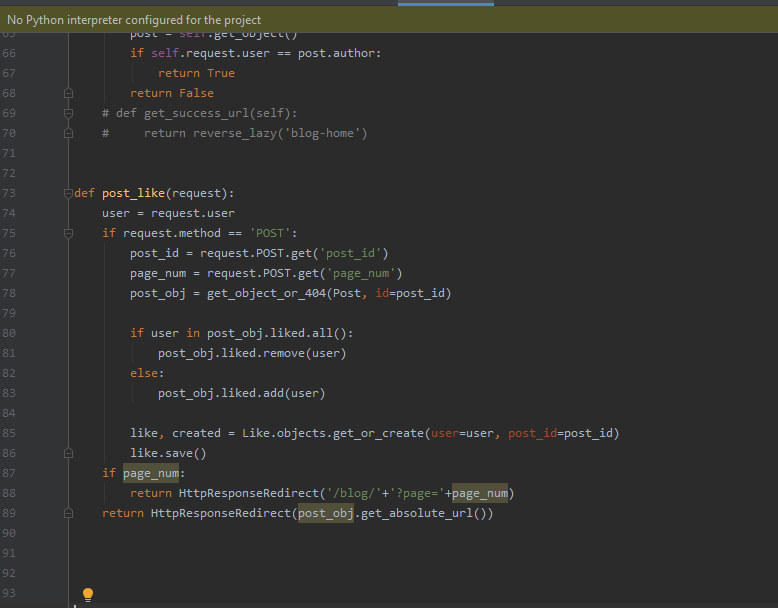 No Python interpreter configured for the project
65 post = self.get_object()
66 if self.request.user == post.author:
67 return True
68 return False
69 # def get_success_url(self):
70 #     return reverse_lazy('blog-home')
71
72
73 def post_like(request):
74 user = request.user
75 if request.method == 'POST':
76 post_id = request.POST.get('post_id')
77 page_num = request.POST.get('page_num')
78 post_obj = get_object_or_404(Post, id=post_id)
79
80 if user in post_obj.liked.all():
81 post_obj.liked.remove(user)
82 else:
83 post_obj.liked.add(user)
84
85 like, created = Like.objects.get_or_create(user=user, post_id=post_id)
86 like.save()
87 if page_num:
88 return HttpResponseRedirect('/blog/'+'?page='+page_num)
89 return HttpResponseRedirect(post_obj.get_absolute_url())
90
91
92
93